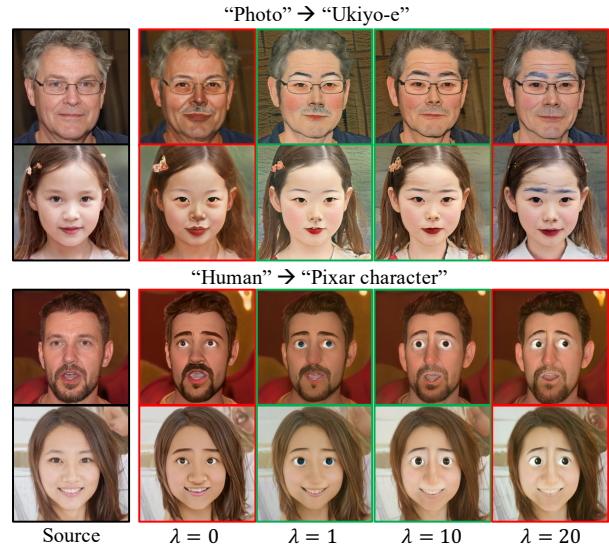 “Photo” → “Ukiyo-e”
“Human” → “Pixar character”
Source λ = 0 λ = 1 λ = 10 λ = 20